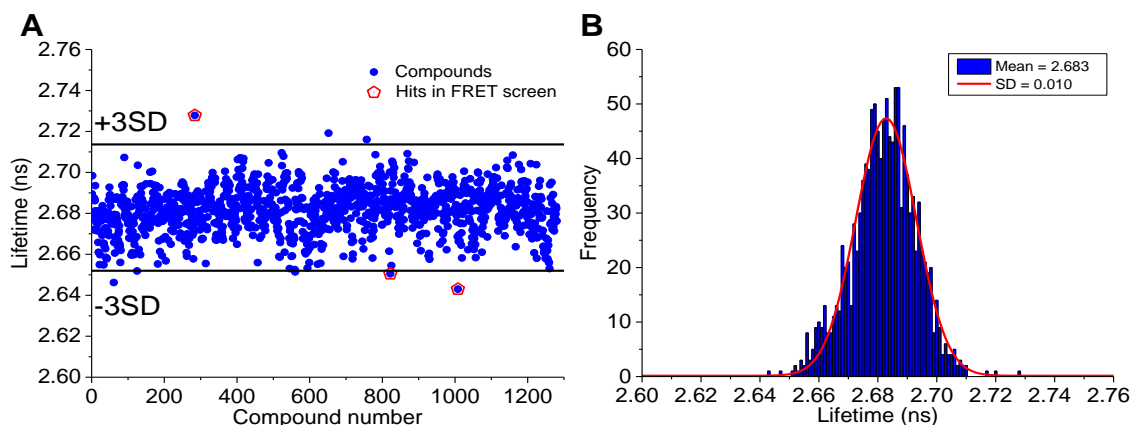 A
2.76
2.74
2.72
2.70
2.68
2.66
2.64
2.62
2.60
Lifetime (ns)
+3SD
-3SD
Compounds
Hits in FRET screen
0 200 400 600 800 1000 1200
Compound number
B
60
50
40
30
20
10
0
Frequency
Mean = 2.683
SD = 0.010
2.60 2.62 2.64 2.66 2.68 2.70 2.72 2.74 2.76
Lifetime (ns)